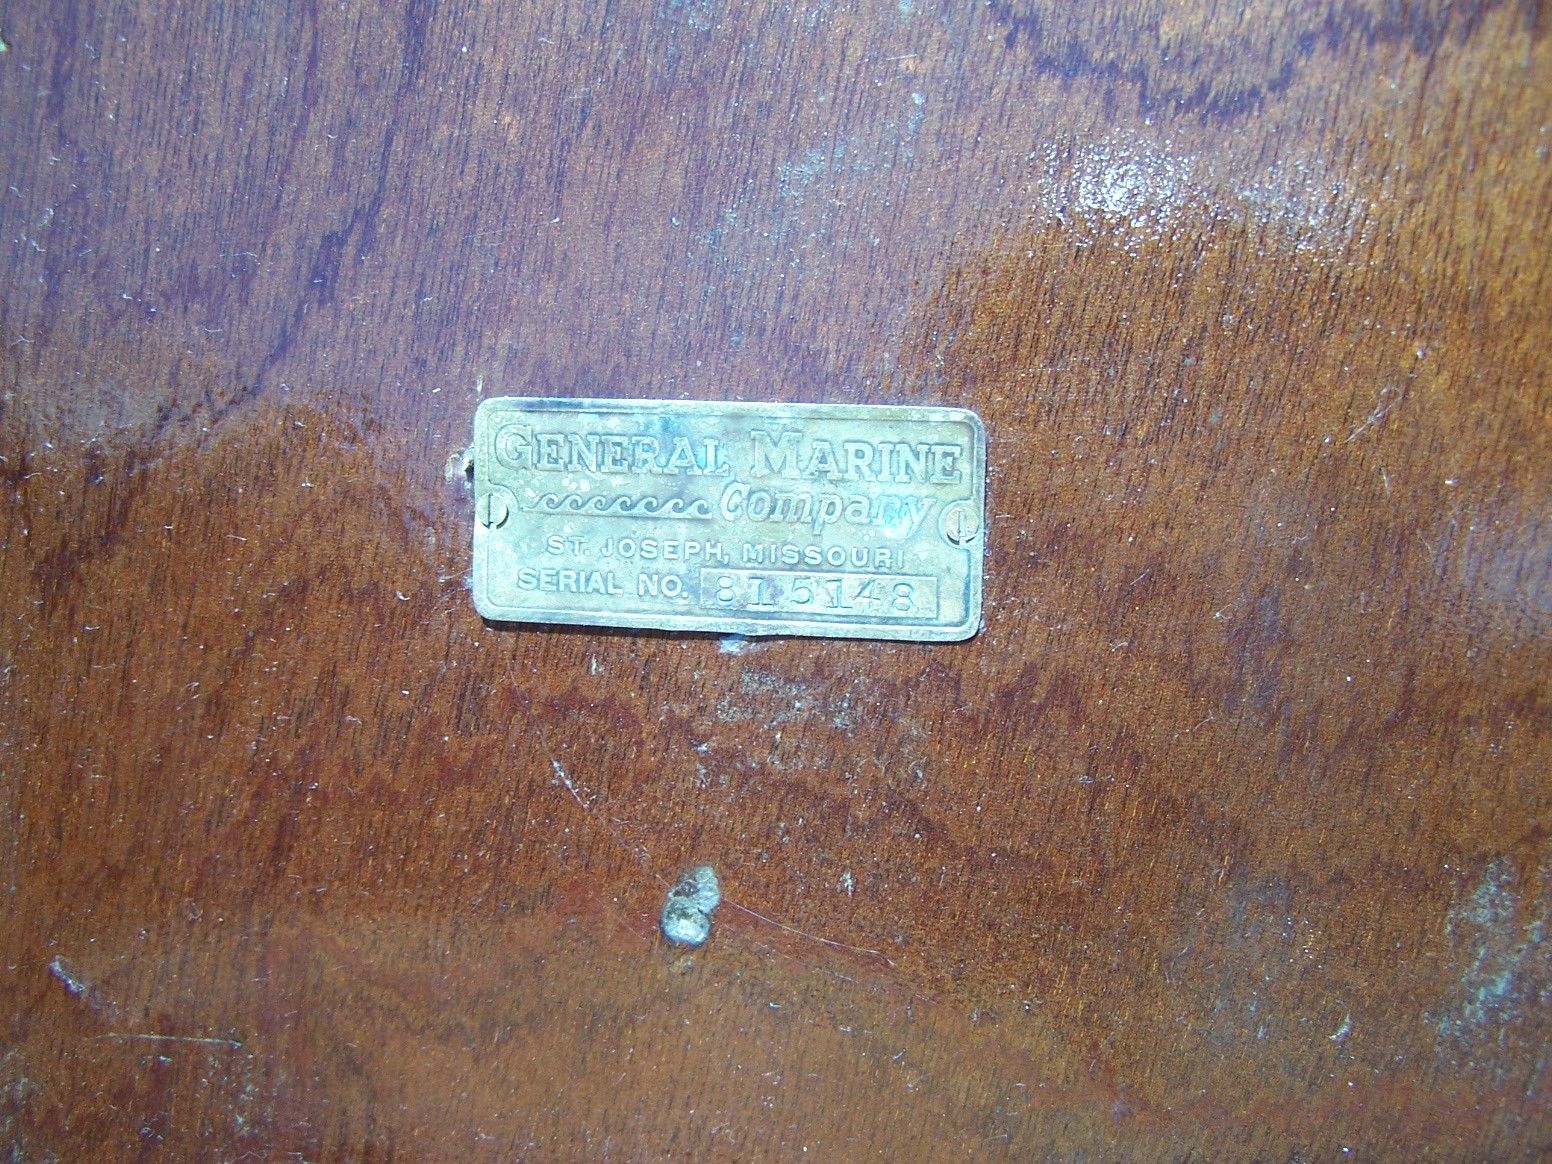 GENERAL MARINE
Company
ST. JOSEPH, MISSOURI
SERIAL NO. 815148